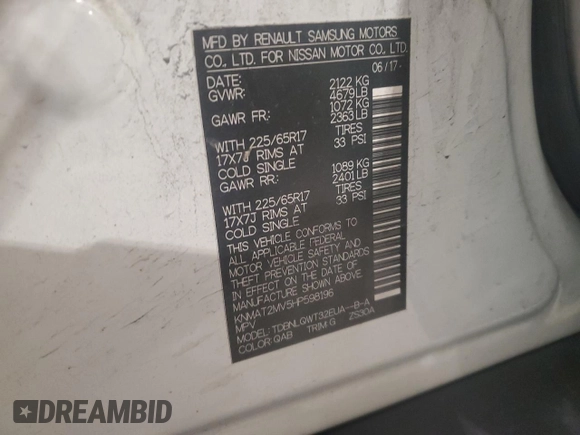 MFD BY RENAULT SAMSUNG MOTORS
CO., LTD. FOR NISSAN MOTOR CO., LTD.
DATE: 06/17
GVWR: 2122 KG
4679LB
GAWR FR: 1072 KG
2363LB
WITH 225/65R17 TIRES
17X7J RIMS AT 33 PSI
COLD SINGLE
GAWR RR: 1089 KG
2401LB
WITH 225/65R17 TIRES
17X7J RIMS AT 33 PSI
COLD SINGLE
THIS VEHICLE CONFORMS TO
ALL APPLICABLE FEDERAL
MOTOR VEHICLE SAFETY AND
THEFT PREVENTION STANDARDS
IN EFFECT ON THE DATE OF
MANUFACTURE SHOWN ABOVE.
KNMAT2MV5HP598196
MPV
MODEL: TDBNLQWT32EUA--B-A
COLOR: QAB TRIM: G ZS30A
DREAMBID